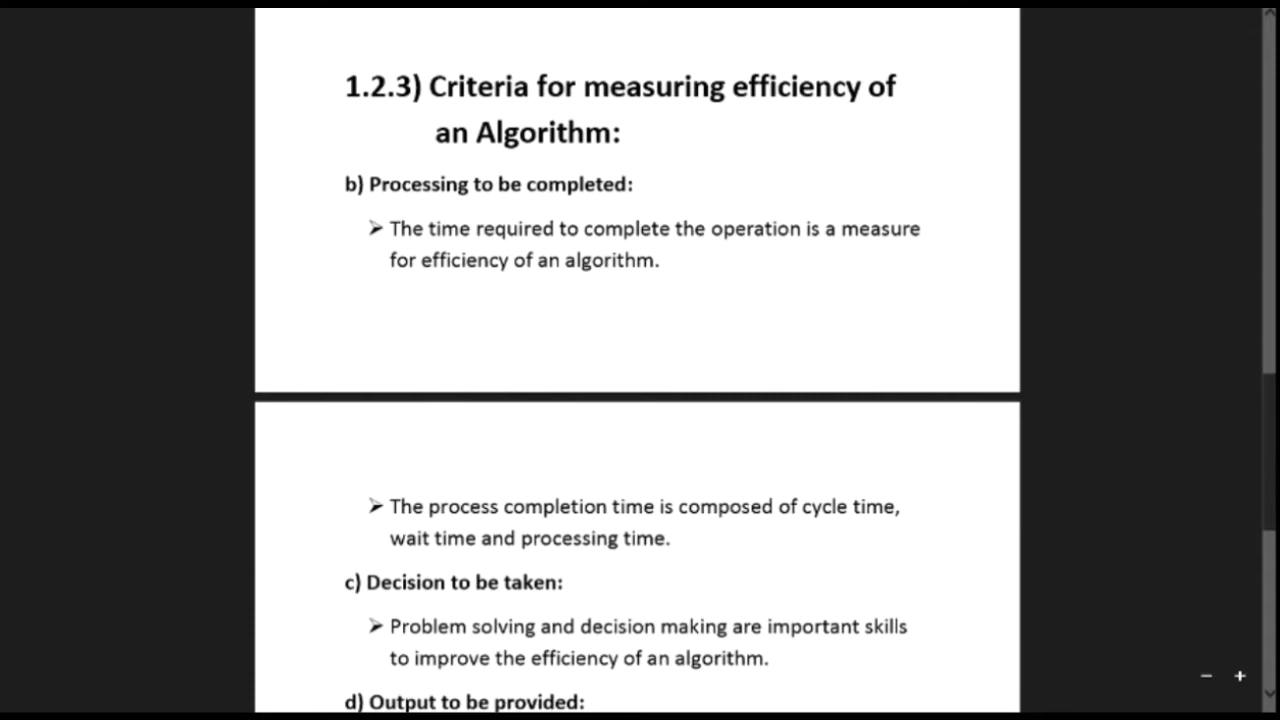 1.2.3) Criteria for measuring efficiency of
an Algorithm:
b) Processing to be completed:
➢ The time required to complete the operation is a measure
for efficiency of an algorithm.
➢ The process completion time is composed of cycle time,
wait time and processing time.
c) Decision to be taken:
➢ Problem solving and decision making are important skills
to improve the efficiency of an algorithm.
d) Output to be provided: